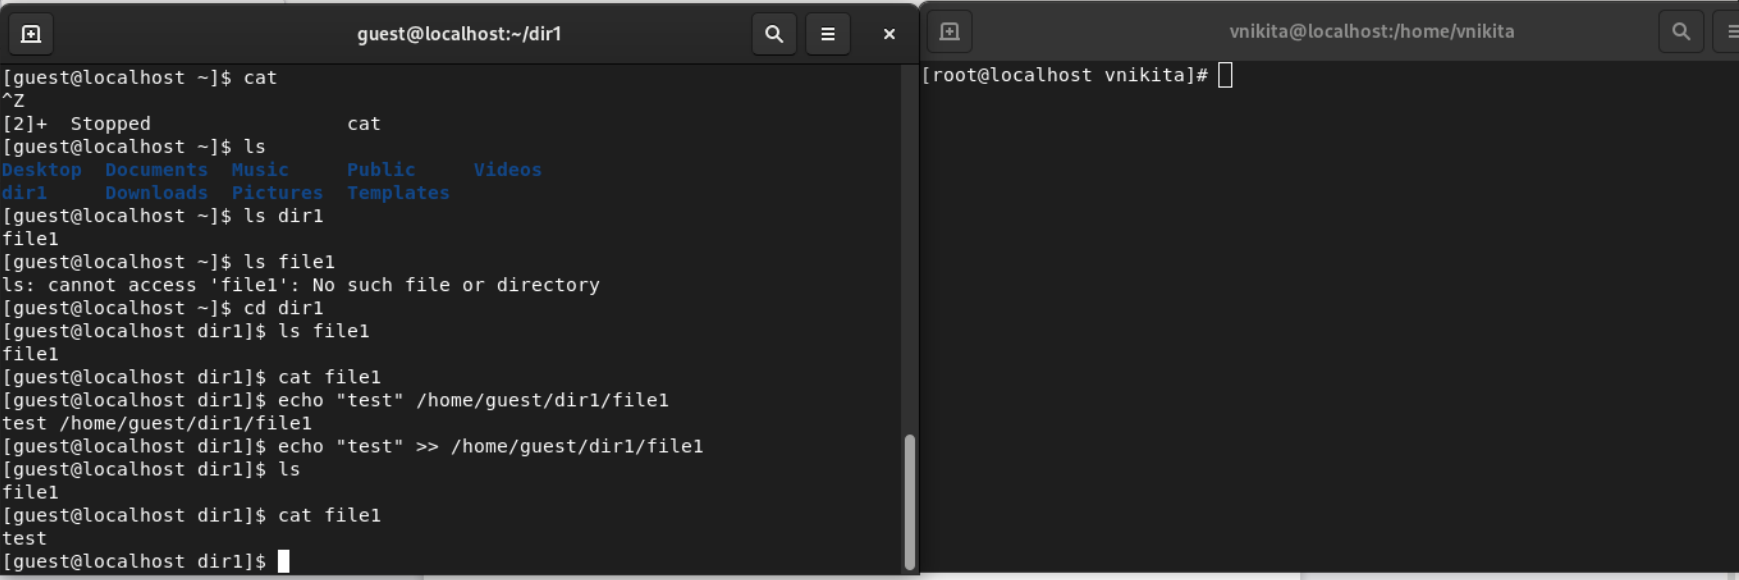 guest@localhost:~/dir1
[guest@localhost ~]$ cat
^Z
[2]+  Stopped                 cat
[guest@localhost ~]$ ls
Desktop  Documents  Music     Public     Videos
dir1     Downloads  Pictures  Templates
[guest@localhost ~]$ ls dir1
file1
[guest@localhost ~]$ ls file1
ls: cannot access 'file1': No such file or directory
[guest@localhost ~]$ cd dir1
[guest@localhost dir1]$ ls file1
file1
[guest@localhost dir1]$ cat file1
[guest@localhost dir1]$ echo "test" /home/guest/dir1/file1
test /home/guest/dir1/file1
[guest@localhost dir1]$ echo "test" >> /home/guest/dir1/file1
[guest@localhost dir1]$ ls
file1
[guest@localhost dir1]$ cat file1
test
[guest@localhost dir1]$
vnikita@localhost:/home/vnikita
[root@localhost vnikita]#